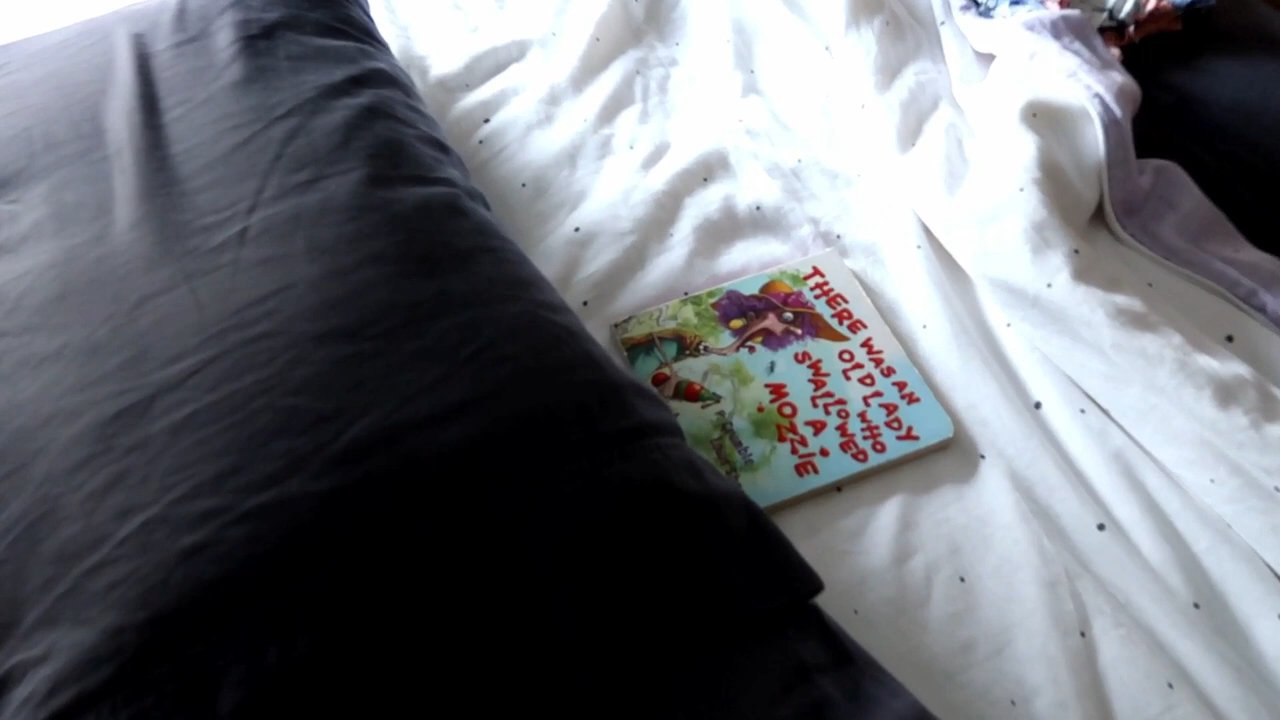 THERE WAS AN
OLD LADY WHO
SWALLOWED
A
MOZZIE